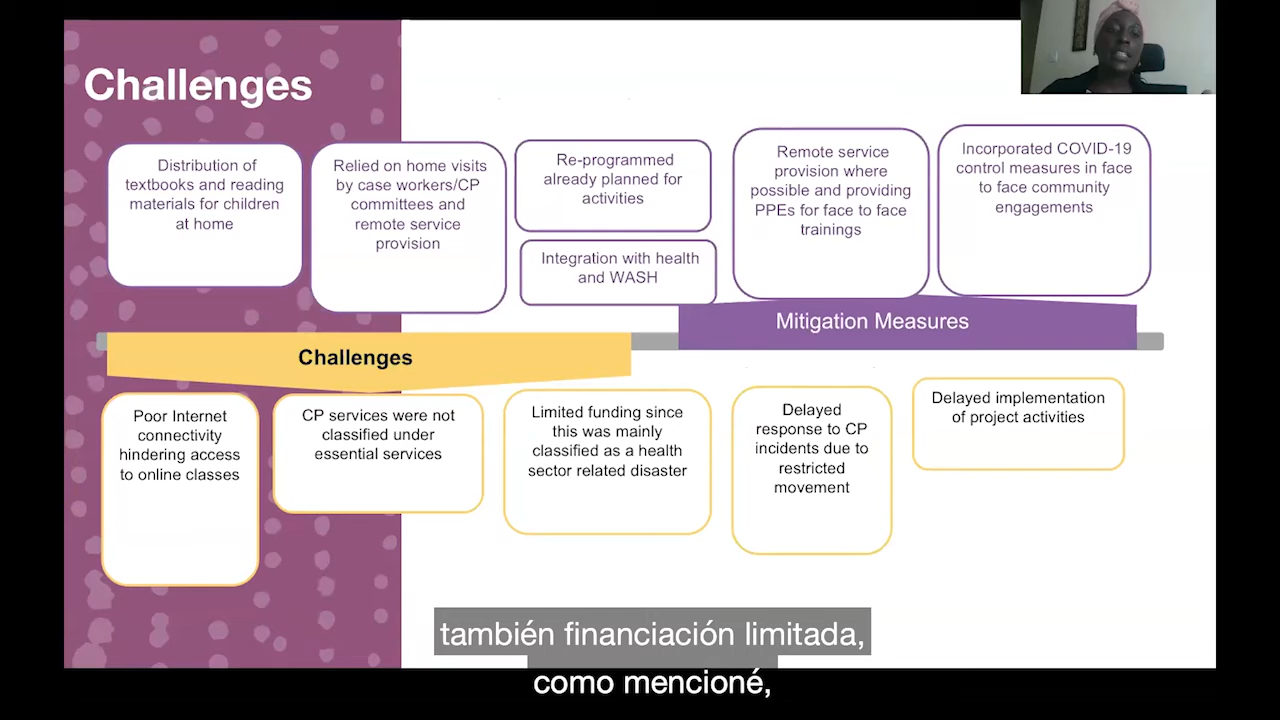 Challenges
Distribution of
textbooks and reading
materials for children
at home
Relied on home visits
by case workers/CP
committees and
remote service
provision
Re-programmed
already planned for
activities
Integration with health
and WASH
Remote service
provision where
possible and providing
PPEs for face to face
trainings
Incorporated COVID-19
control measures in face
to face community
engagements
Mitigation Measures
Challenges
Poor Internet
connectivity
hindering access
to online classes
CP services were not
classified under
essential services
Limited funding since
this was mainly
classified as a health
sector related disaster
Delayed
response to CP
incidents due to
restricted
movement
Delayed implementation
of project activities
también financiación limitada,
como mencioné,